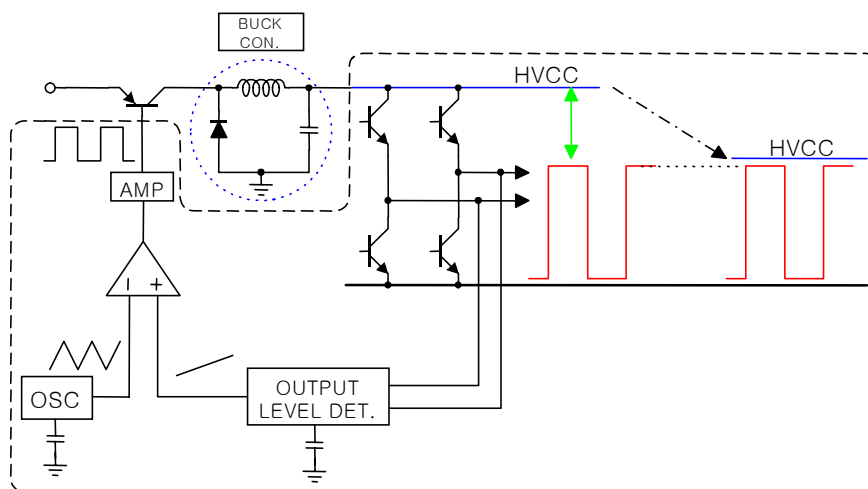 BUCK
CON.
HVCC
HVCC
AMP
− +
OSC
OUTPUT
LEVEL DET.